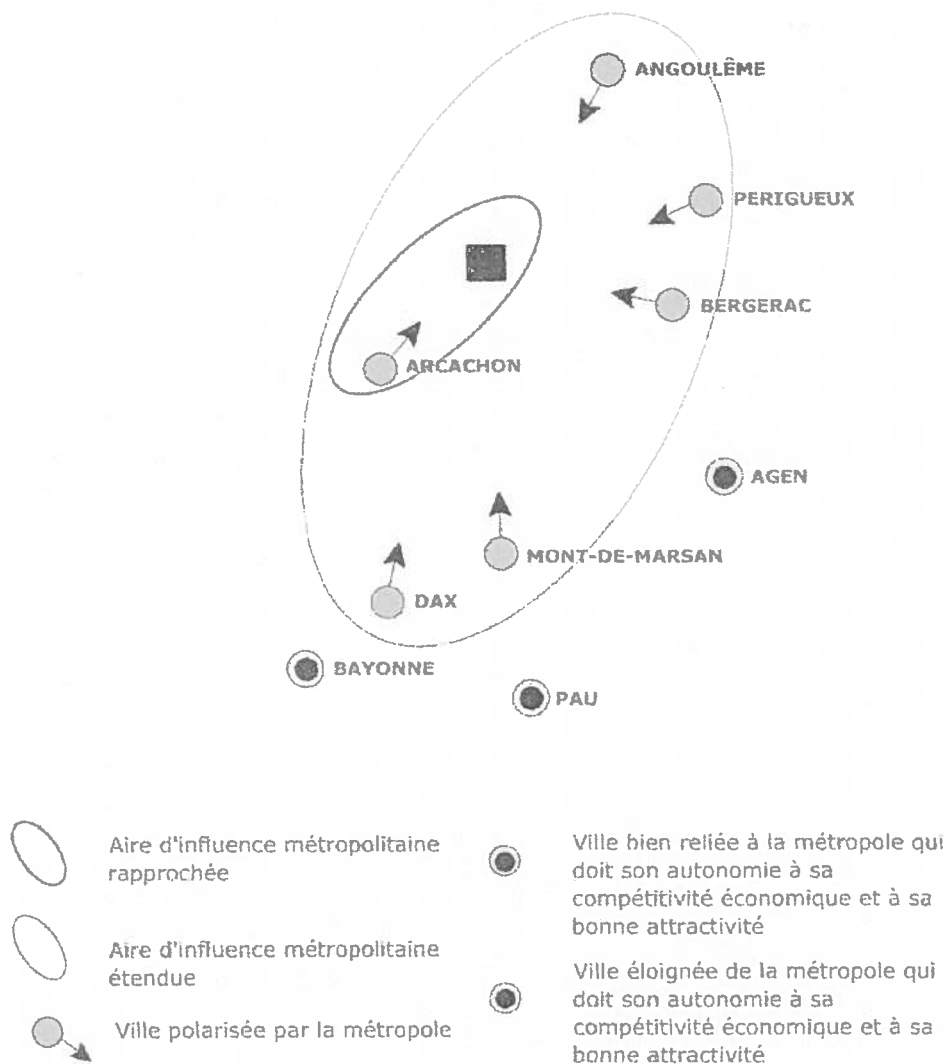 ANGOULÊME
PERIGUEUX
BERGERAC
ARCACHON
AGEN
MONT-DE-MARSAN
DAX
BAYONNE
PAU
Aire d'influence métropolitaine
rapprochée
Aire d'influence métropolitaine
étendue
Ville polarisée par la métropole
Ville bien reliée à la métropole qui
doit son autonomie à sa
compétitivité économique et à sa
bonne attractivité
Ville éloignée de la métropole qui
doit son autonomie à sa
compétitivité économique et à sa
bonne attractivité